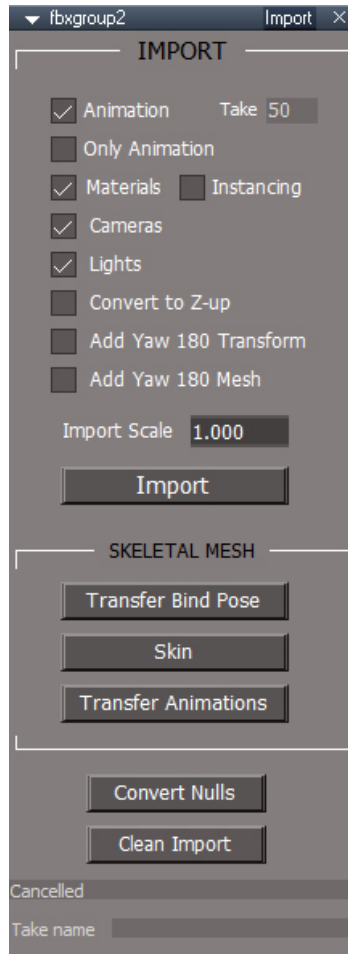 fbxgroup2 Import
IMPORT
Animation Take 50
Only Animation
Materials Instancing
Cameras
Lights
Convert to Z-up
Add Yaw 180 Transform
Add Yaw 180 Mesh
Import Scale 1.000
Import
SKELETAL MESH
Transfer Bind Pose
Skin
Transfer Animations
Convert Nulls
Clean Import
Cancelled
Take name